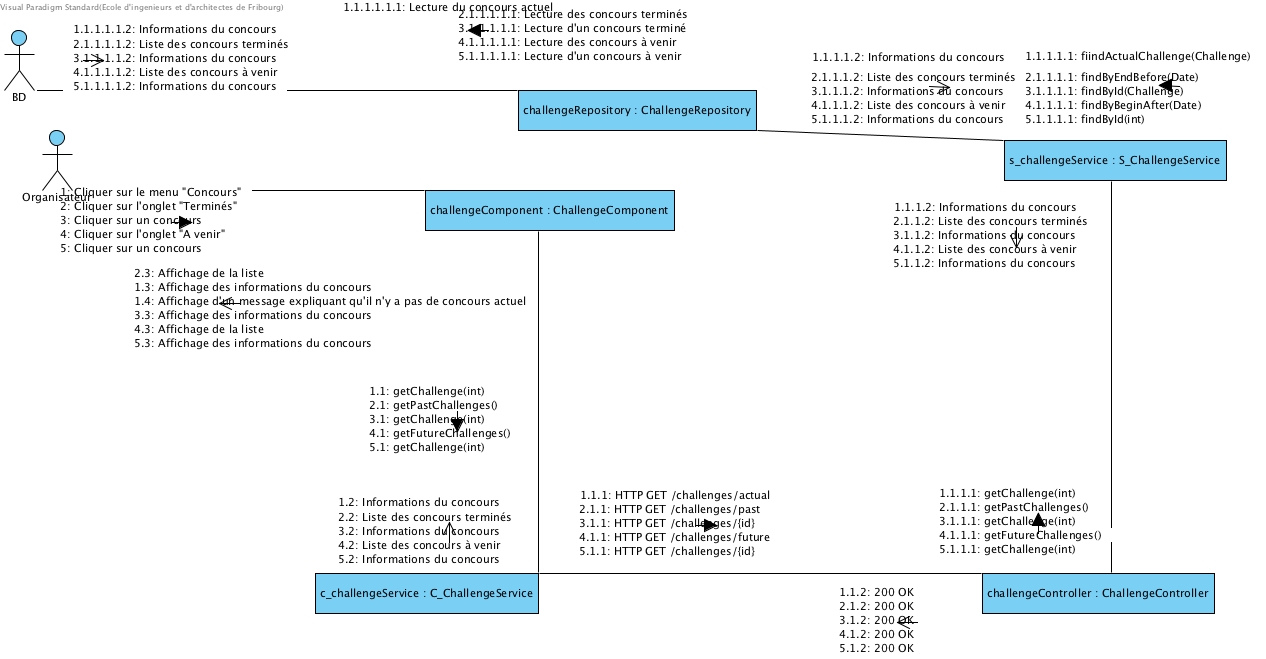 Visual Paradigm Standard(Ecole d'ingenieurs et d'architectes de Fribourg)
1.1.1.1.1.1: Lecture du concours actuel
2.1.1.1.1.1: Lecture des concours terminés
3.1.1.1.1.1: Lecture d'un concours terminé
4.1.1.1.1.1: Lecture des concours à venir
5.1.1.1.1.1: Lecture d'un concours à venir
1.1.1.1.1.2: Informations du concours
2.1.1.1.1.2: Liste des concours terminés
3.1.1.1.1.2: Informations du concours
4.1.1.1.1.2: Liste des concours à venir
5.1.1.1.1.2: Informations du concours
BD
1.1.1.1.2: Informations du concours
2.1.1.1.2: Liste des concours terminés
3.1.1.1.2: Informations du concours
4.1.1.1.2: Liste des concours à venir
5.1.1.1.2: Informations du concours
1.1.1.1.1: fiindActualChallenge(Challenge)
2.1.1.1.1: findByEndBefore(Date)
3.1.1.1.1: findById(Challenge)
4.1.1.1.1: findByBeginAfter(Date)
5.1.1.1.1: findById(int)
challengeRepository : ChallengeRepository
s_challengeService : S_ChallengeService
Organisateur
1: Cliquer sur le menu "Concours"
2: Cliquer sur l'onglet "Terminés"
3: Cliquer sur un concours
4: Cliquer sur l'onglet "A venir"
5: Cliquer sur un concours
challengeComponent : ChallengeComponent
1.1.1.2: Informations du concours
2.1.1.2: Liste des concours terminés
3.1.1.2: Informations du concours
4.1.1.2: Liste des concours à venir
5.1.1.2: Informations du concours
2.3: Affichage de la liste
1.3: Affichage des informations du concours
1.4: Affichage d'un message expliquant qu'il n'y a pas de concours actuel
3.3: Affichage des informations du concours
4.3: Affichage de la liste
5.3: Affichage des informations du concours
1.1: getChallenge(int)
2.1: getPastChallenges()
3.1: getChallenge(int)
4.1: getFutureChallenges()
5.1: getChallenge(int)
1.2: Informations du concours
2.2: Liste des concours terminés
3.2: Informations du concours
4.2: Liste des concours à venir
5.2: Informations du concours
1.1.1: HTTP GET /challenges/actual
2.1.1: HTTP GET /challenges/past
3.1.1: HTTP GET /challenges/{id}
4.1.1: HTTP GET /challenges/future
5.1.1: HTTP GET /challenges/{id}
1.1.1.1: getChallenge(int)
2.1.1.1: getPastChallenges()
3.1.1.1: getChallenge(int)
4.1.1.1: getFutureChallenges()
5.1.1.1: getChallenge(int)
c_challengeService : C_ChallengeService
challengeController : ChallengeController
1.1.2: 200 OK
2.1.2: 200 OK
3.1.2: 200 OK
4.1.2: 200 OK
5.1.2: 200 OK